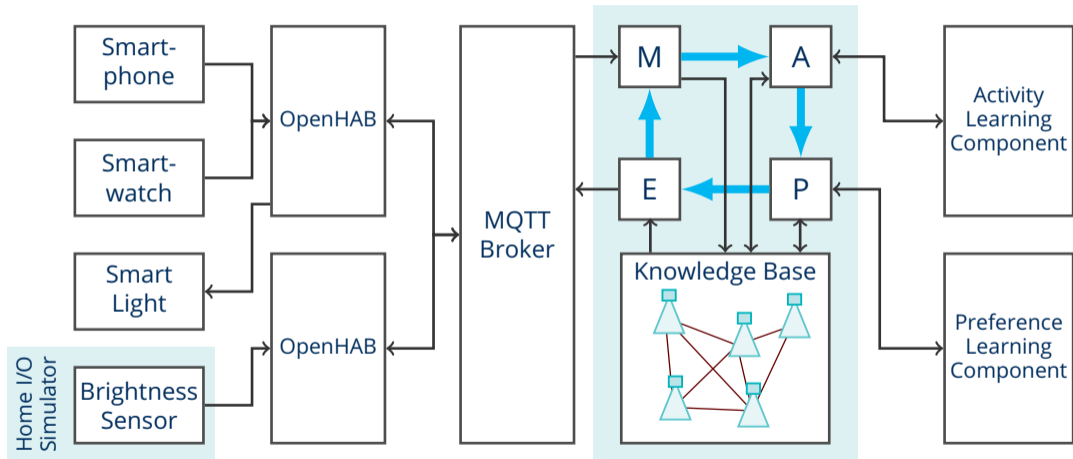 Smart-
phone
Smart-
watch
Smart
Light
Home I/O
Simulator
Brightness
Sensor
OpenHAB
OpenHAB
MQTT
Broker
M
A
E
P
Knowledge Base
Activity
Learning
Component
Preference
Learning
Component